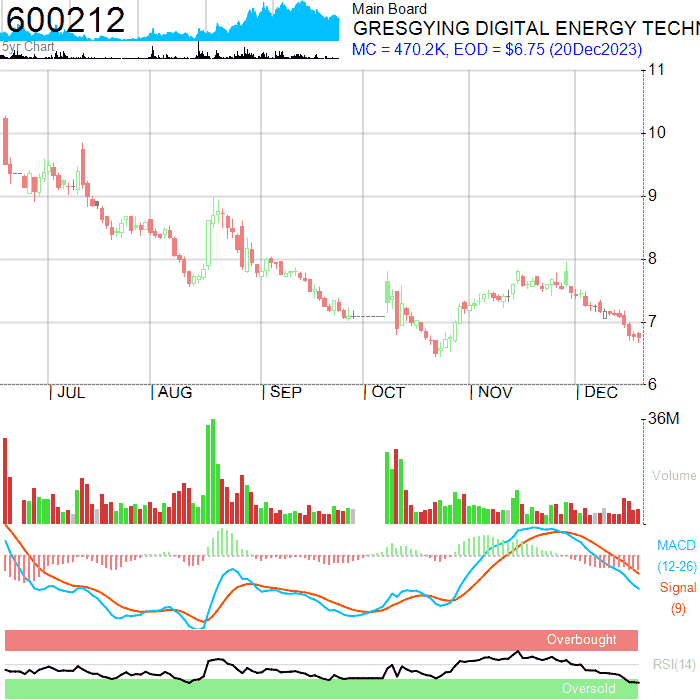 600212
5yr Chart
Main Board
GRESGYING DIGITAL ENERGY TECHN
MC = 470.2K, EOD = $6.75 (20Dec2023)
11
10
9
8
7
6
JUL AUG SEP OCT NOV DEC
36M
Volume
MACD
(12-26)
Signal
(9)
Overbought
RSI(14)
Oversold